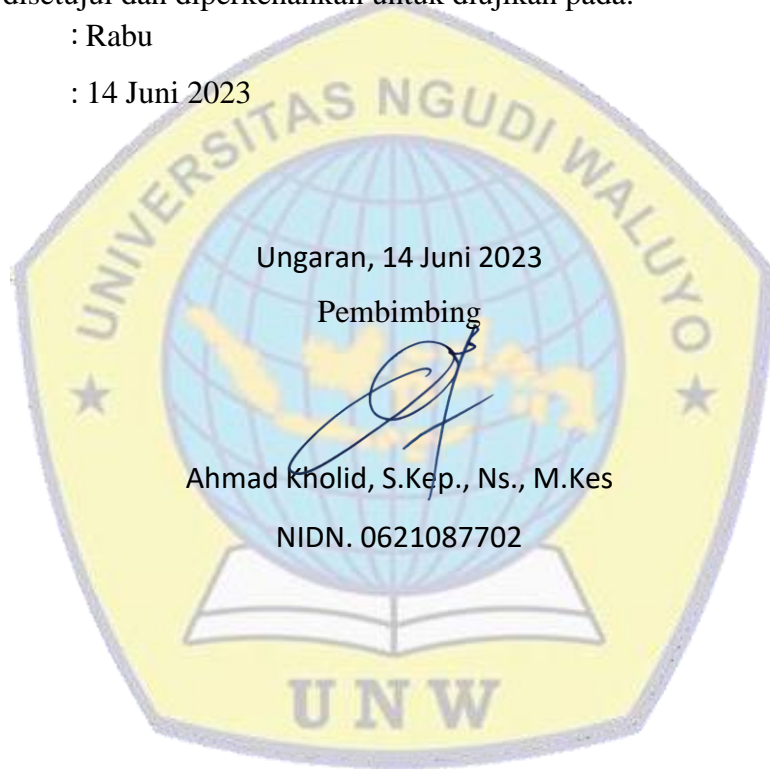 disetujui dan diperkenankan untuk diujikan pada:
: Rabu
: 14 Juni 2023
UNIVERSITAS NGUDI WALUYO
Ungaran, 14 Juni 2023
Pembimbing
Ahmad Kholid, S.Kep., Ns., M.Kes
NIDN. 0621087702
UNW